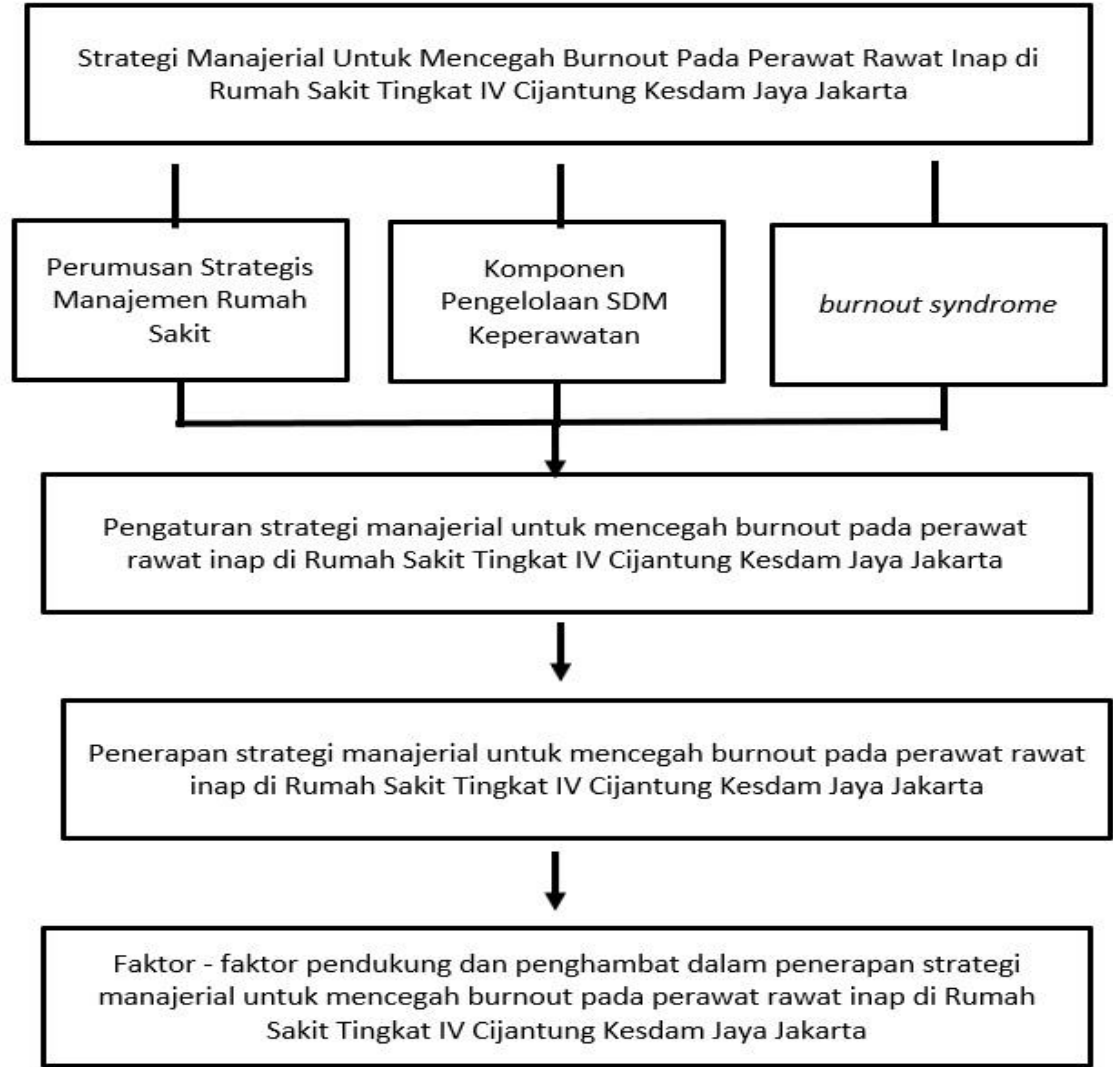 Strategi Manajerial Untuk Mencegah Burnout Pada Perawat Rawat Inap di
Rumah Sakit Tingkat IV Cijantung Kesdam Jaya Jakarta
Perumusan Strategis
Manajemen Rumah
Sakit
Komponen
Pengelolaan SDM
Keperawatan
burnout syndrome
Pengaturan strategi manajerial untuk mencegah burnout pada perawat
rawat inap di Rumah Sakit Tingkat IV Cijantung Kesdam Jaya Jakarta
Penerapan strategi manajerial untuk mencegah burnout pada perawat rawat
inap di Rumah Sakit Tingkat IV Cijantung Kesdam Jaya Jakarta
Faktor - faktor pendukung dan penghambat dalam penerapan strategi
manajerial untuk mencegah burnout pada perawat rawat inap di Rumah
Sakit Tingkat IV Cijantung Kesdam Jaya Jakarta